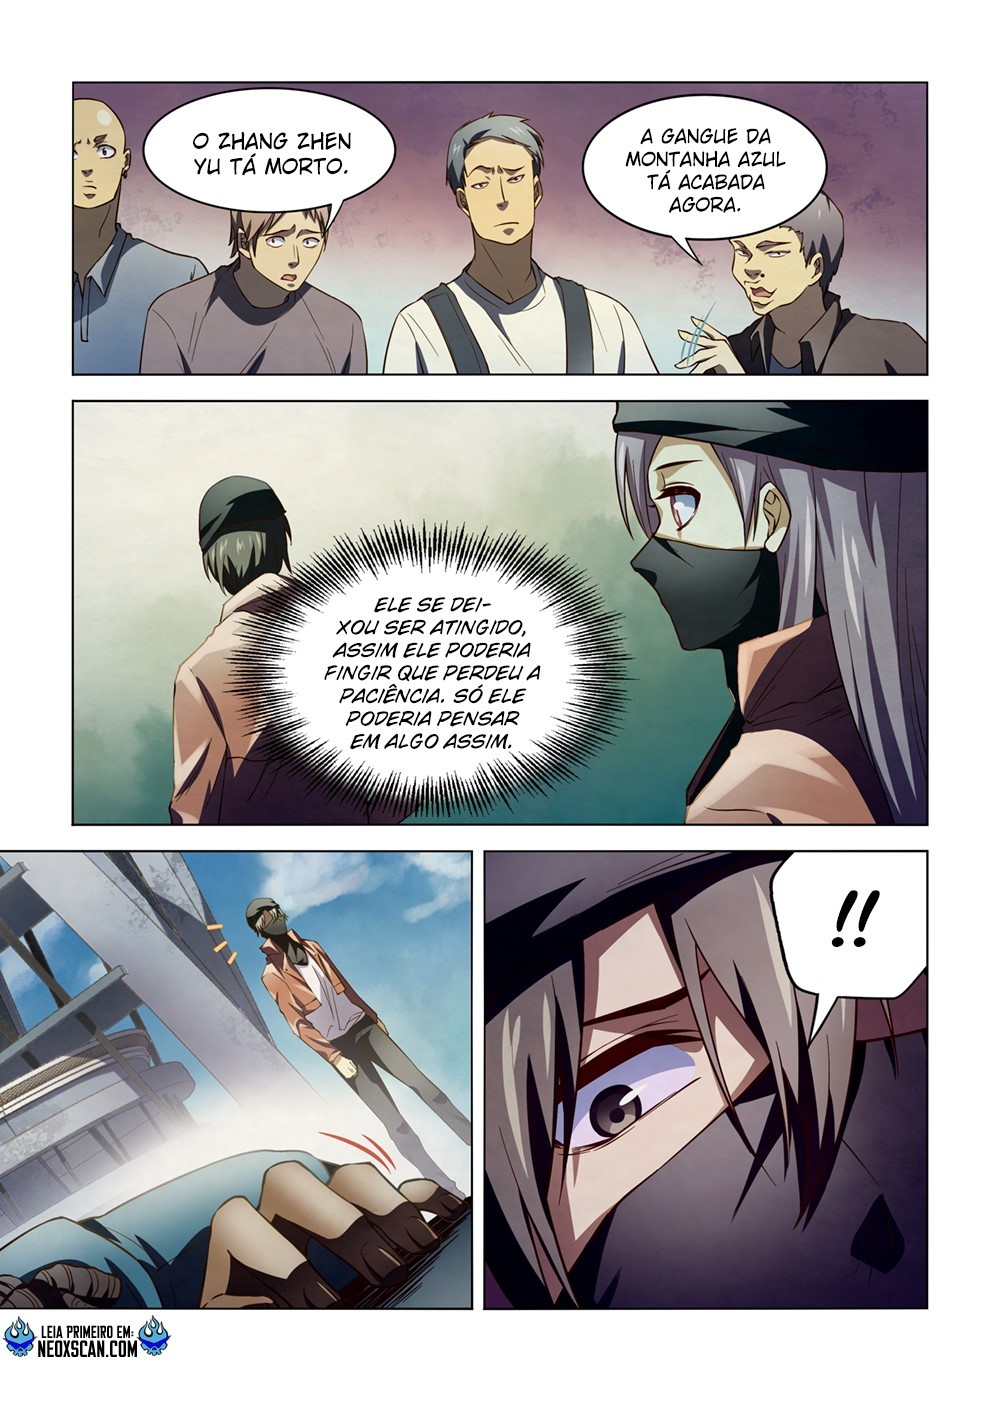 O ZHANG ZHEN
YU TÁ MORTO.
A GANGUE DA
MONTANHA AZUL
TÁ ACABADA
AGORA.
ELE SE DEI-
XOU SER ATINGIDO,
ASSIM ELE PODERIA
FINGIR QUE PERDEU A
PACIÊNCIA. SÓ ELE
PODERIA PENSAR
EM ALGO ASSIM.
!!
LEIA PRIMEIRO EM:
NEOXSCAN.COM